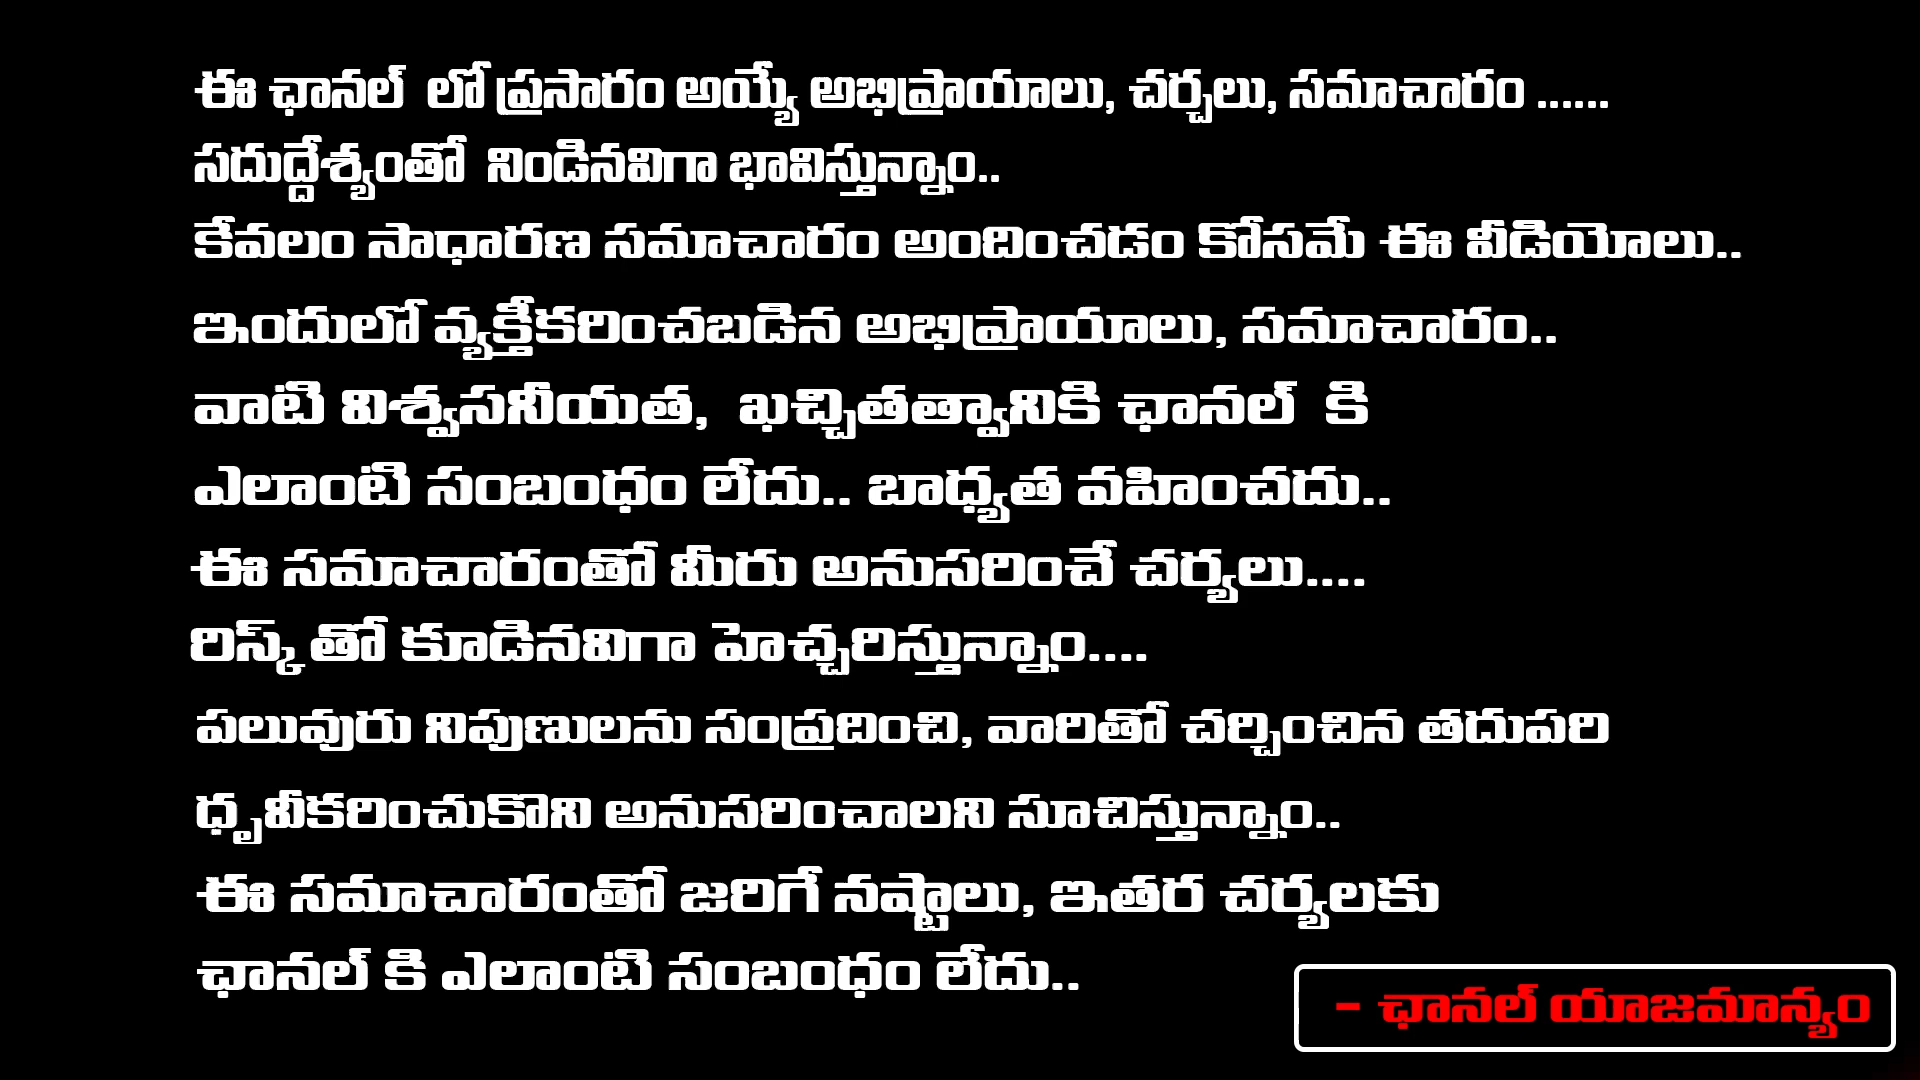 ఈ ఛానల్ లో ప్రసారం అయ్యే అభిప్రాయాలు, చర్చలు, సమాచారం ......
సదుద్దేశ్యంతో నిండినవిగా భావిస్తున్నాం..
కేవలం సాధారణ సమాచారం అందించడం కోసమే ఈ వీడియోలు..
ఇందులో వ్యక్తీకరించబడిన అభిప్రాయాలు, సమాచారం..
వాటి విశ్వసనీయత, ఖచ్చితత్వానికి ఛానల్ కి
ఎలాంటి సంబంధం లేదు.. బాధ్యత వహించదు..
ఈ సమాచారంతో మీరు అనుసరించే చర్యలు....
రిస్క్ తో కూడినవిగా హెచ్చరిస్తున్నాం....
పలువురు నిపుణులను సంప్రదించి, వారితో చర్చించిన తదుపరి
ధృవీకరించుకొని అనుసరించాలని సూచిస్తున్నాం..
ఈ సమాచారంతో జరిగే నష్టాలు, ఇతర చర్యలకు
ఛానల్ కి ఎలాంటి సంబంధం లేదు..
- ఛానల్ యాజమాన్యం